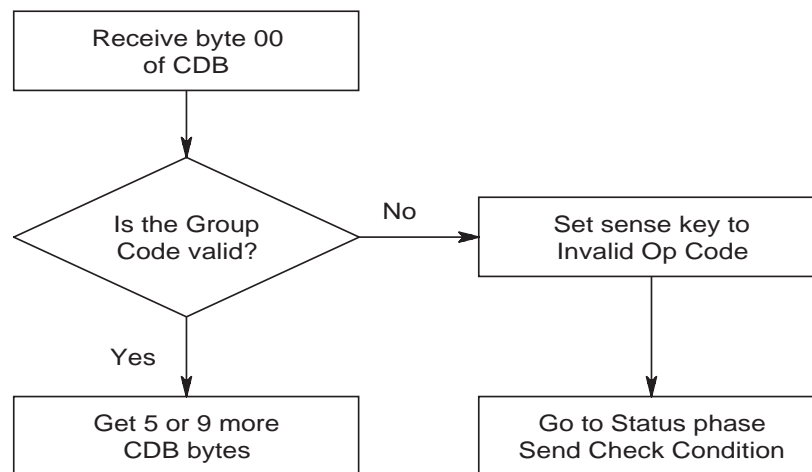 Receive byte 00
of CDB
Is the Group
Code valid?
No
Set sense key to
Invalid Op Code
Yes
Get 5 or 9 more
CDB bytes
Go to Status phase
Send Check Condition